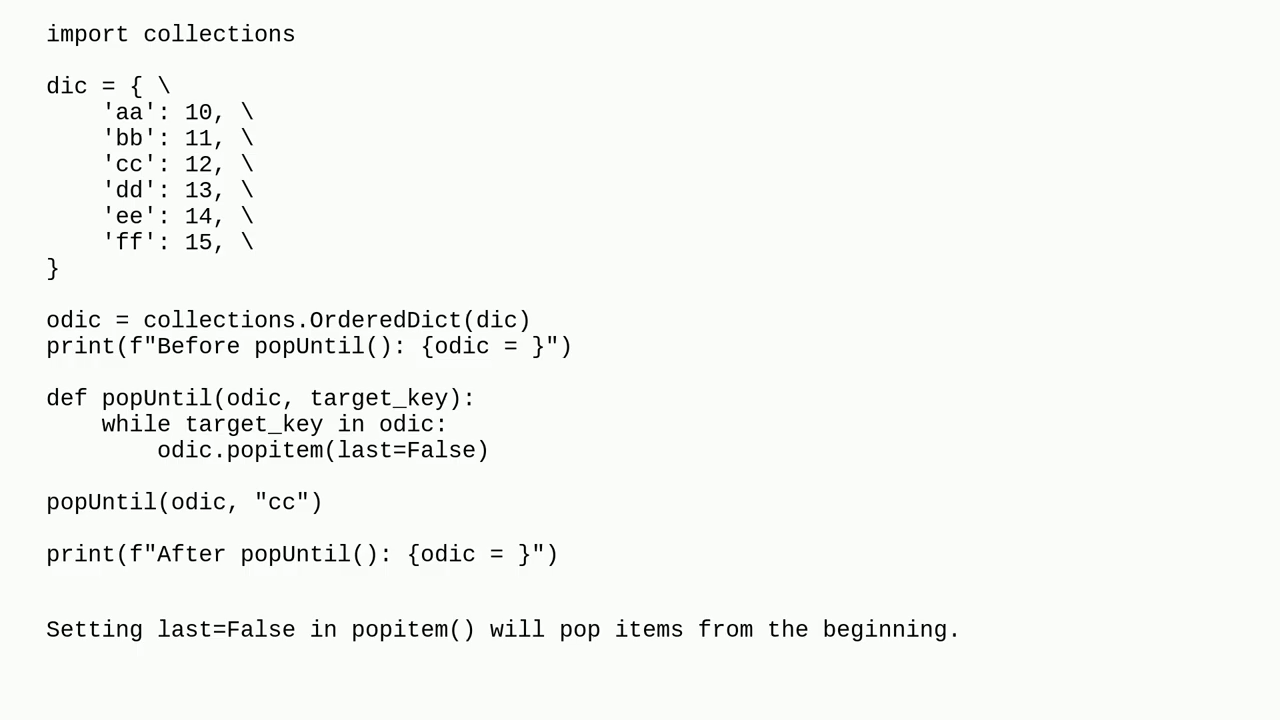 import collections

dic = { \
    'aa': 10, \
    'bb': 11, \
    'cc': 12, \
    'dd': 13, \
    'ee': 14, \
    'ff': 15, \
}

odic = collections.OrderedDict(dic)
print(f"Before popUntil(): {odic = }")

def popUntil(odic, target_key):
    while target_key in odic:
        odic.popitem(last=False)

popUntil(odic, "cc")

print(f"After popUntil(): {odic = }")

Setting last=False in popitem() will pop items from the beginning.